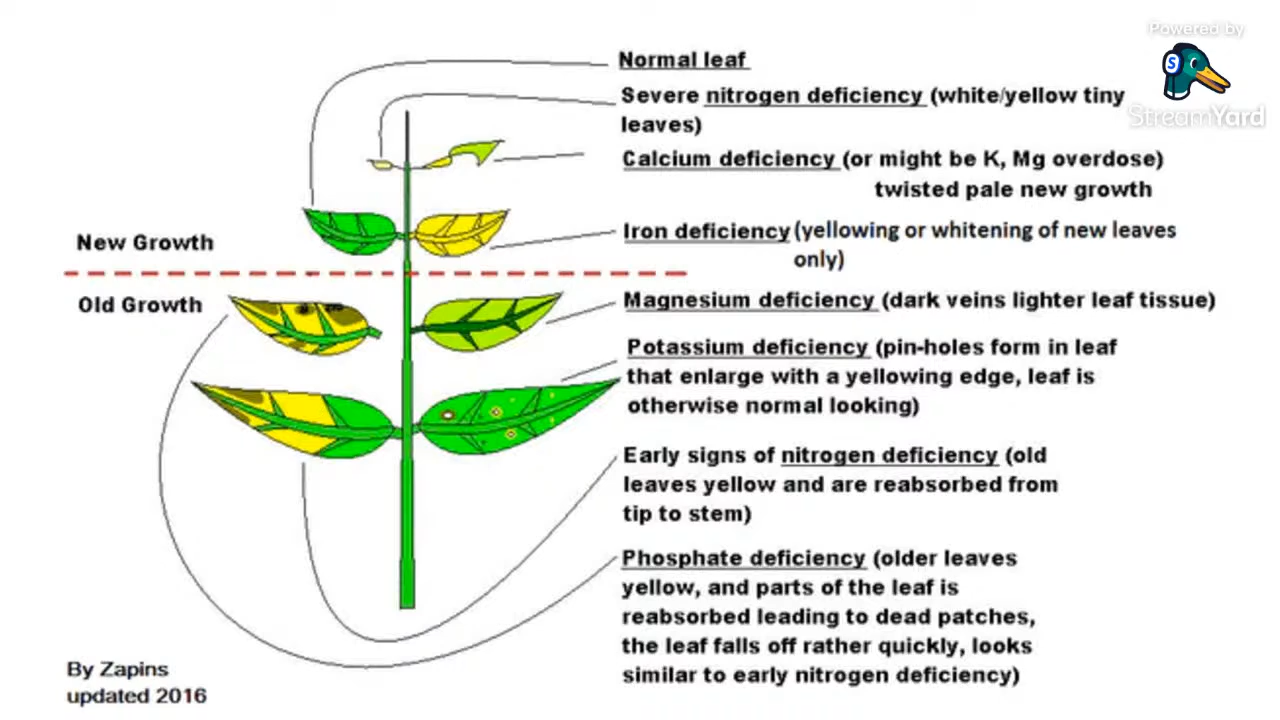 Powered by
StreamYard
Normal leaf
Severe nitrogen deficiency (white/yellow tiny
leaves)
Calcium deficiency (or might be K, Mg overdose)
twisted pale new growth
New Growth
Iron deficiency (yellowing or whitening of new leaves
only)
Old Growth
Magnesium deficiency (dark veins lighter leaf tissue)
Potassium deficiency (pin-holes form in leaf
that enlarge with a yellowing edge, leaf is
otherwise normal looking)
Early signs of nitrogen deficiency (old
leaves yellow and are reabsorbed from
tip to stem)
Phosphate deficiency (older leaves
yellow, and parts of the leaf is
reabsorbed leading to dead patches,
the leaf falls off rather quickly, looks
similar to early nitrogen deficiency)
By Zapins
updated 2016